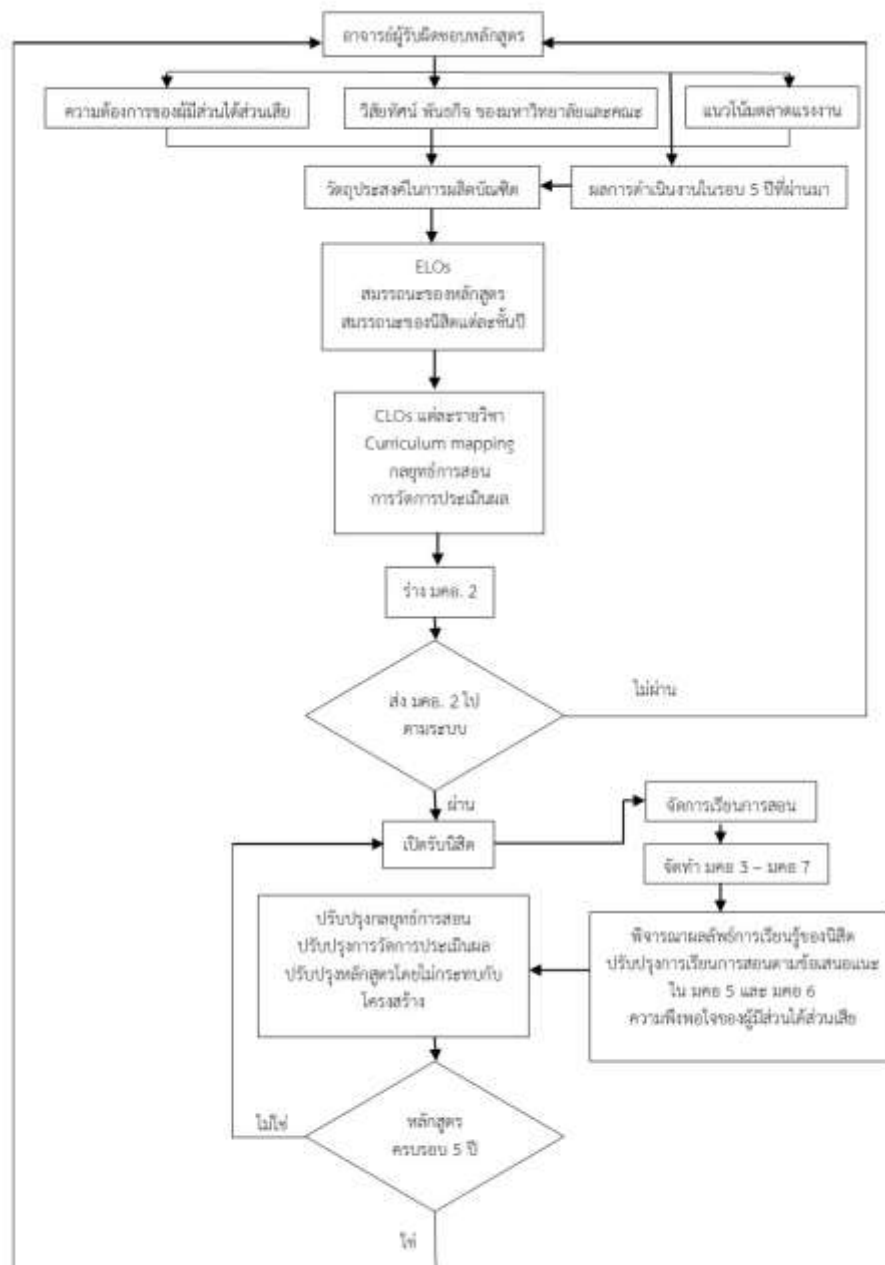 อาจารย์ผู้รับผิดชอบหลักสูตร
ความต้องการของผู้มีส่วนได้ส่วนเสีย
วิสัยทัศน์ พันธกิจ ของมหาวิทยาลัยและคณะ
แนวโน้มตลาดแรงงาน
วัตถุประสงค์ในการผลิตบัณฑิต
ผลการดำเนินงานในรอบ 5 ปีที่ผ่านมา
ELOs
สมรรถนะของหลักสูตร
สมรรถนะของนิสิตแต่ละชั้นปี
CLOs แต่ละรายวิชา
Curriculum mapping
กลยุทธ์การสอน
การวัดการประเมินผล
ร่าง มคอ. 2
ส่ง มคอ. 2 ไป
ตามระบบ
ไม่ผ่าน
ผ่าน
เปิดรับนิสิต
จัดการเรียนการสอน
จัดทำ มคอ 3 – มคอ 7
พิจารณาผลลัพธ์การเรียนรู้ของนิสิต
ปรับปรุงการเรียนการสอนตามข้อเสนอแนะ
ใน มคอ 5 และ มคอ 6
ความพึงพอใจของผู้มีส่วนได้ส่วนเสีย
ปรับปรุงกลยุทธ์การสอน
ปรับปรุงการวัดการประเมินผล
ปรับปรุงหลักสูตรโดยไม่กระทบกับ
โครงสร้าง
หลักสูตร
ครบรอบ 5 ปี
ไม่ใช่
ใช่